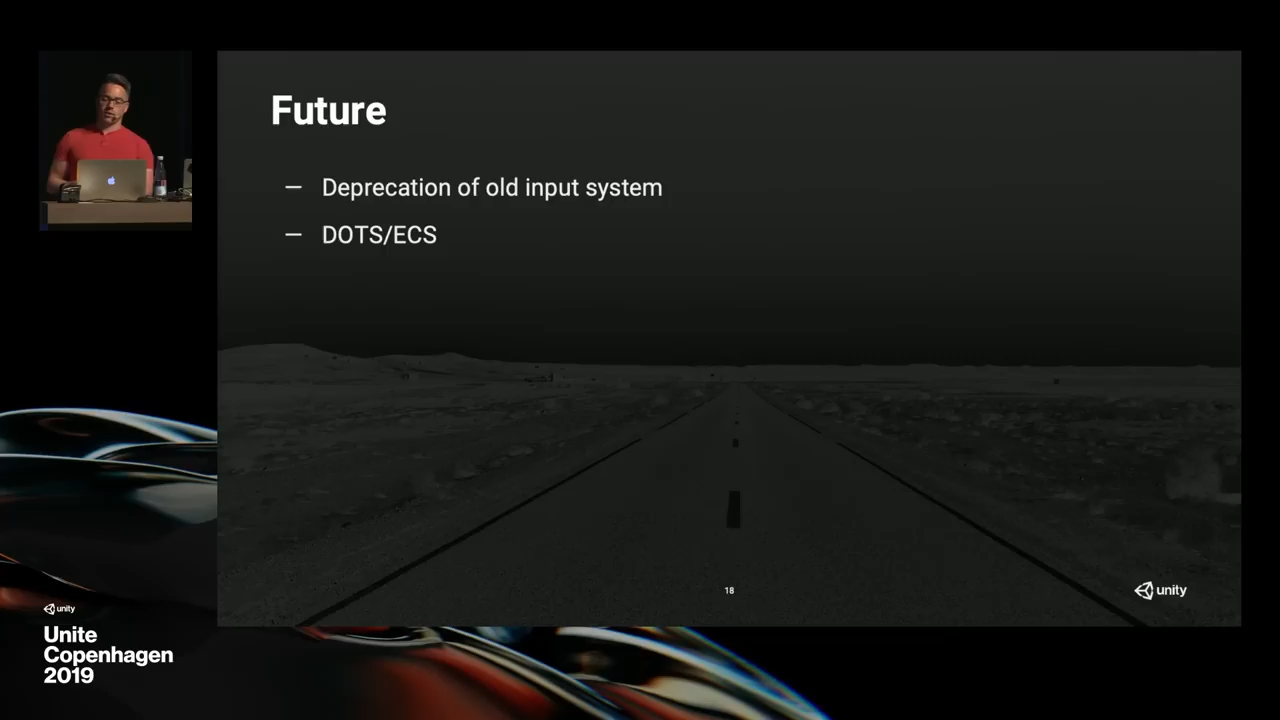 Future
— Deprecation of old input system
— DOTS/ECS
18
unity
unity
Unite
Copenhagen
2019